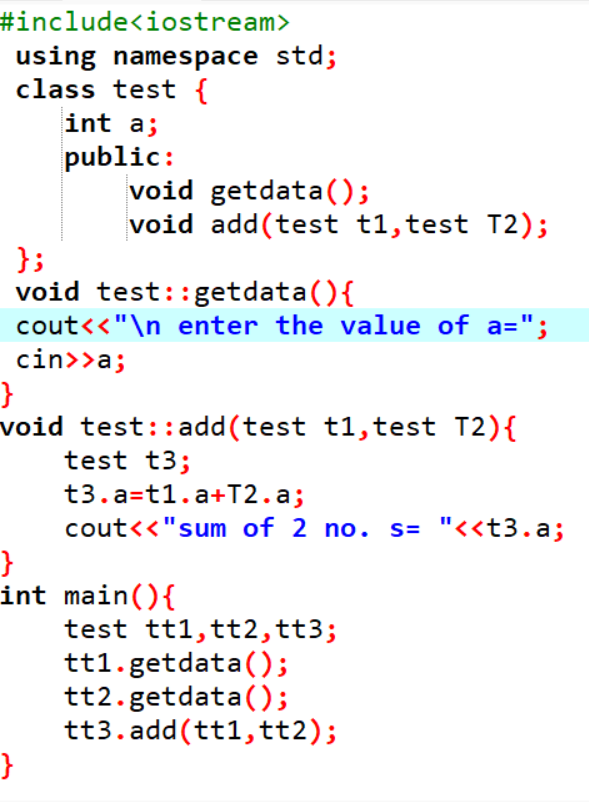 #include<iostream>
using namespace std;
class test {
int a;
public:
void getdata();
void add(test t1,test T2);
};
void test::getdata(){
cout<<"\n enter the value of a=";
cin>>a;
}
void test::add(test t1,test T2){
test t3;
t3.a=t1.a+T2.a;
cout<<"sum of 2 no. s= "<<t3.a;
}
int main(){
test tt1,tt2,tt3;
tt1.getdata();
tt2.getdata();
tt3.add(tt1,tt2);
}